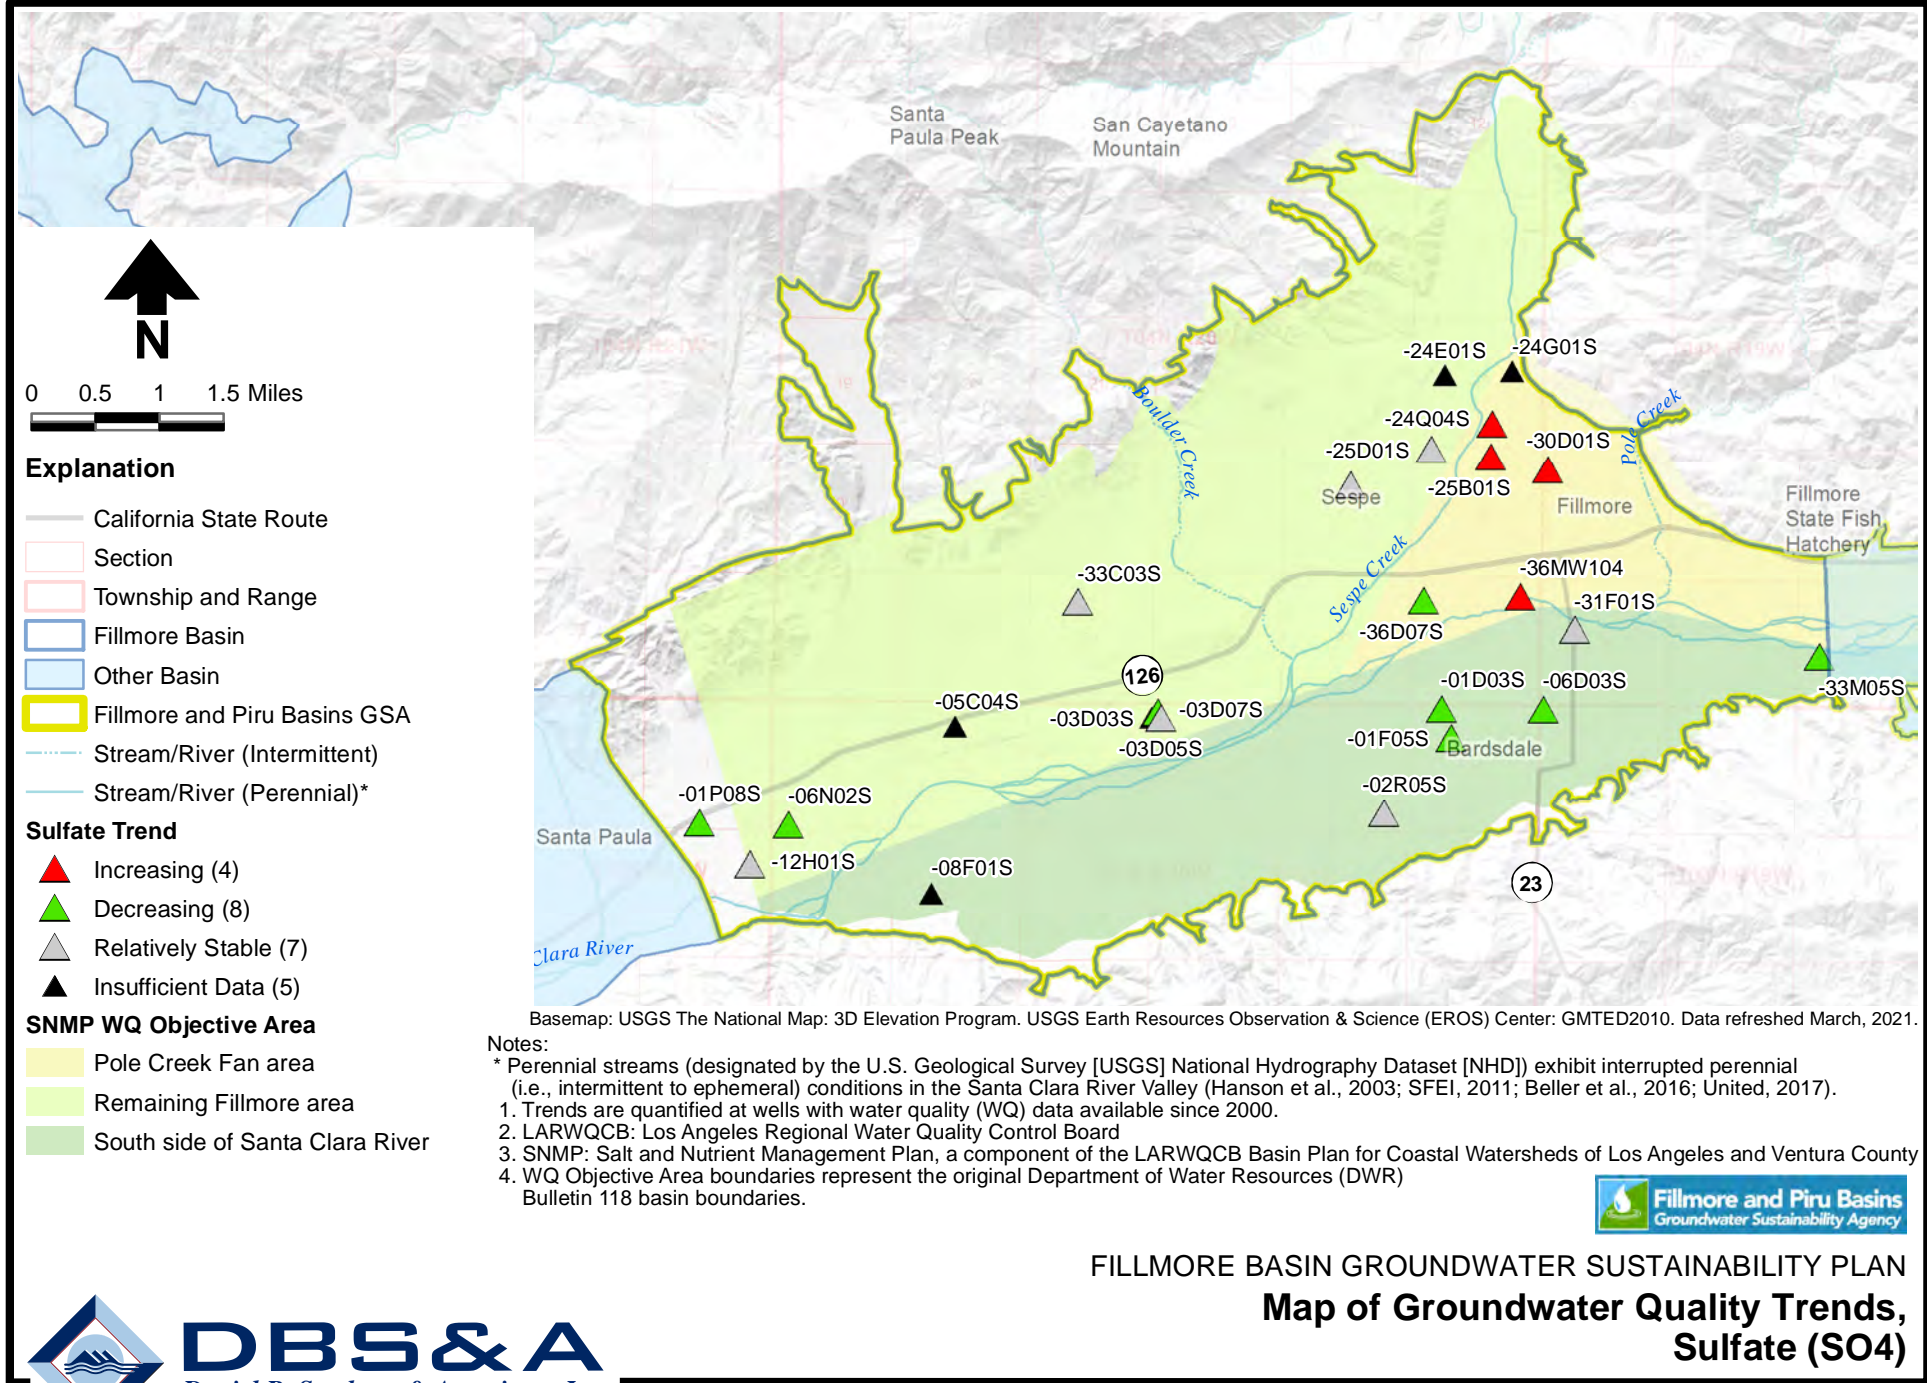 Santa
Paula Peak
San Cayetano
Mountain
N
0 0.5 1 1.5 Miles
Explanation
California State Route
Section
Township and Range
Fillmore Basin
Other Basin
Fillmore and Piru Basins GSA
Stream/River (Intermittent)
Stream/River (Perennial)*
Sulfate Trend
Increasing (4)
Decreasing (8)
Relatively Stable (7)
Insufficient Data (5)
SNMP WQ Objective Area
Pole Creek Fan area
Remaining Fillmore area
South side of Santa Clara River
-24E01S
-24G01S
Boulder Creek
Pole Creek
-24Q04S
-30D01S
-25D01S
-25B01S
Sespe
Fillmore
Fillmore
State Fish
Hatchery
Sespe Creek
-33C03S
-36MW104
-31F01S
-36D07S
126
-01D03S
-06D03S
-33M05S
-05C04S
-03D03S
-03D07S
-03D05S
-01F05S
Bardsdale
-01P08S
-06N02S
-02R05S
Santa Paula
-12H01S
-08F01S
23
Clara River
Basemap: USGS The National Map: 3D Elevation Program. USGS Earth Resources Observation & Science (EROS) Center: GMTED2010. Data refreshed March, 2021.
Notes:
* Perennial streams (designated by the U.S. Geological Survey [USGS] National Hydrography Dataset [NHD]) exhibit interrupted perennial
(i.e., intermittent to ephemeral) conditions in the Santa Clara River Valley (Hanson et al., 2003; SFEI, 2011; Beller et al., 2016; United, 2017).
1. Trends are quantified at wells with water quality (WQ) data available since 2000.
2. LARWQCB: Los Angeles Regional Water Quality Control Board
3. SNMP: Salt and Nutrient Management Plan, a component of the LARWQCB Basin Plan for Coastal Watersheds of Los Angeles and Ventura County
4. WQ Objective Area boundaries represent the original Department of Water Resources (DWR)
Bulletin 118 basin boundaries.
Fillmore and Piru Basins
Groundwater Sustainability Agency
FILLMORE BASIN GROUNDWATER SUSTAINABILITY PLAN
Map of Groundwater Quality Trends,
Sulfate (SO4)
DBS&A